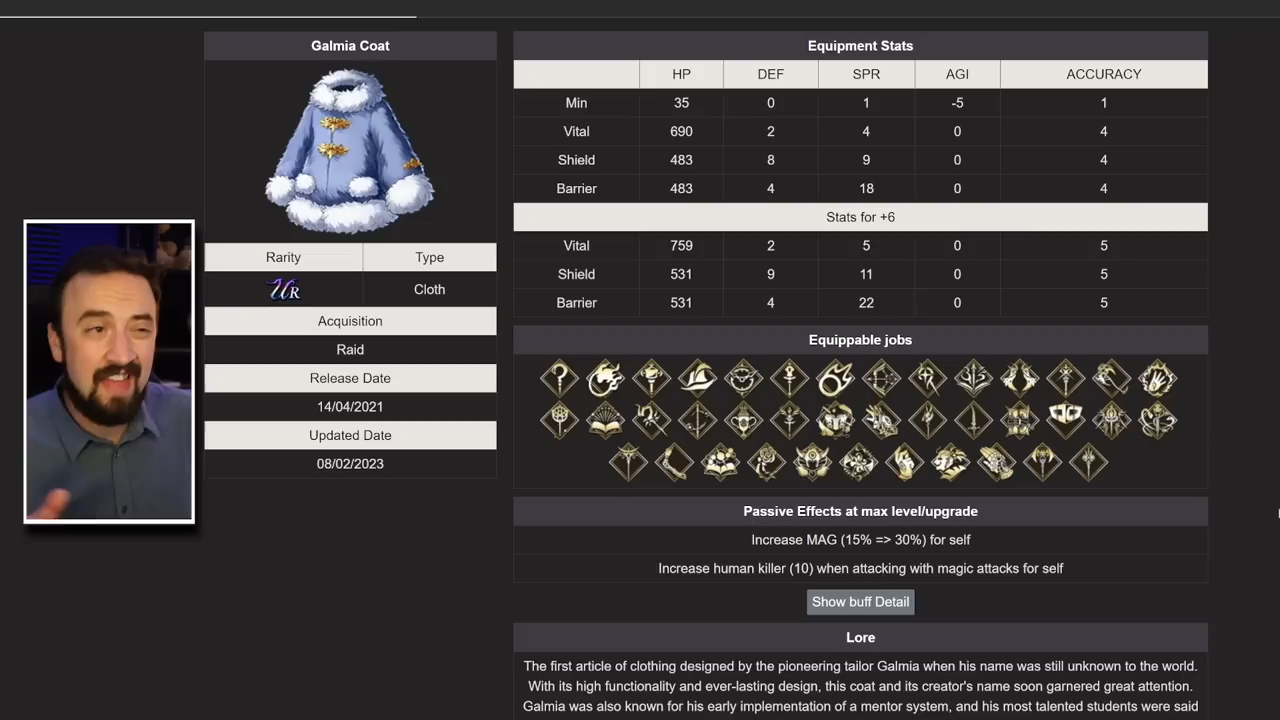 Galmia Coat
Rarity Type
UR Cloth
Acquisition
Raid
Release Date
14/04/2021
Updated Date
08/02/2023
Equipment Stats
HP DEF SPR AGI ACCURACY
Min 35 0 1 -5 1
Vital 690 2 4 0 4
Shield 483 8 9 0 4
Barrier 483 4 18 0 4
Stats for +6
Vital 759 2 5 0 5
Shield 531 9 11 0 5
Barrier 531 4 22 0 5
Equippable jobs
Passive Effects at max level/upgrade
Increase MAG (15% => 30%) for self
Increase human killer (10) when attacking with magic attacks for self
Show buff Detail
Lore
The first article of clothing designed by the pioneering tailor Galmia when his name was still unknown to the world.
With its high functionality and ever-lasting design, this coat and its creator's name soon garnered great attention.
Galmia was also known for his early implementation of a mentor system, and his most talented students were said